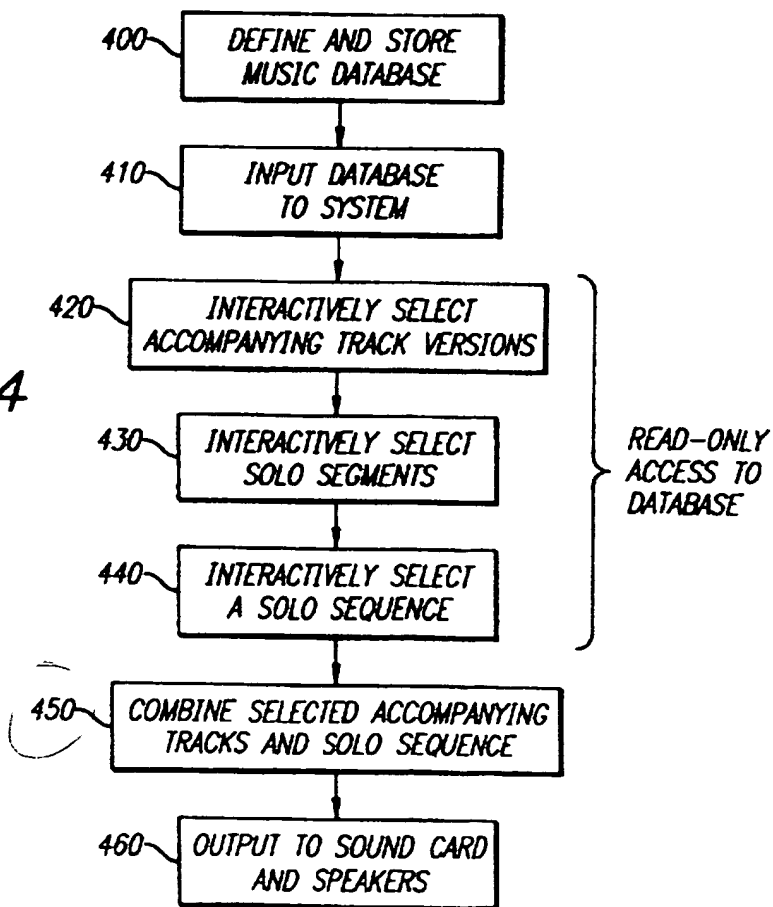 400
DEFINE AND STORE
MUSIC DATABASE
410
INPUT DATABASE
TO SYSTEM
420
INTERACTIVELY SELECT
ACCOMPANYING TRACK VERSIONS
4
430
INTERACTIVELY SELECT
SOLO SEGMENTS
READ-ONLY
ACCESS TO
DATABASE
440
INTERACTIVELY SELECT
A SOLO SEQUENCE
450
COMBINE SELECTED ACCOMPANYING
TRACKS AND SOLO SEQUENCE
460
OUTPUT TO SOUND CARD
AND SPEAKERS